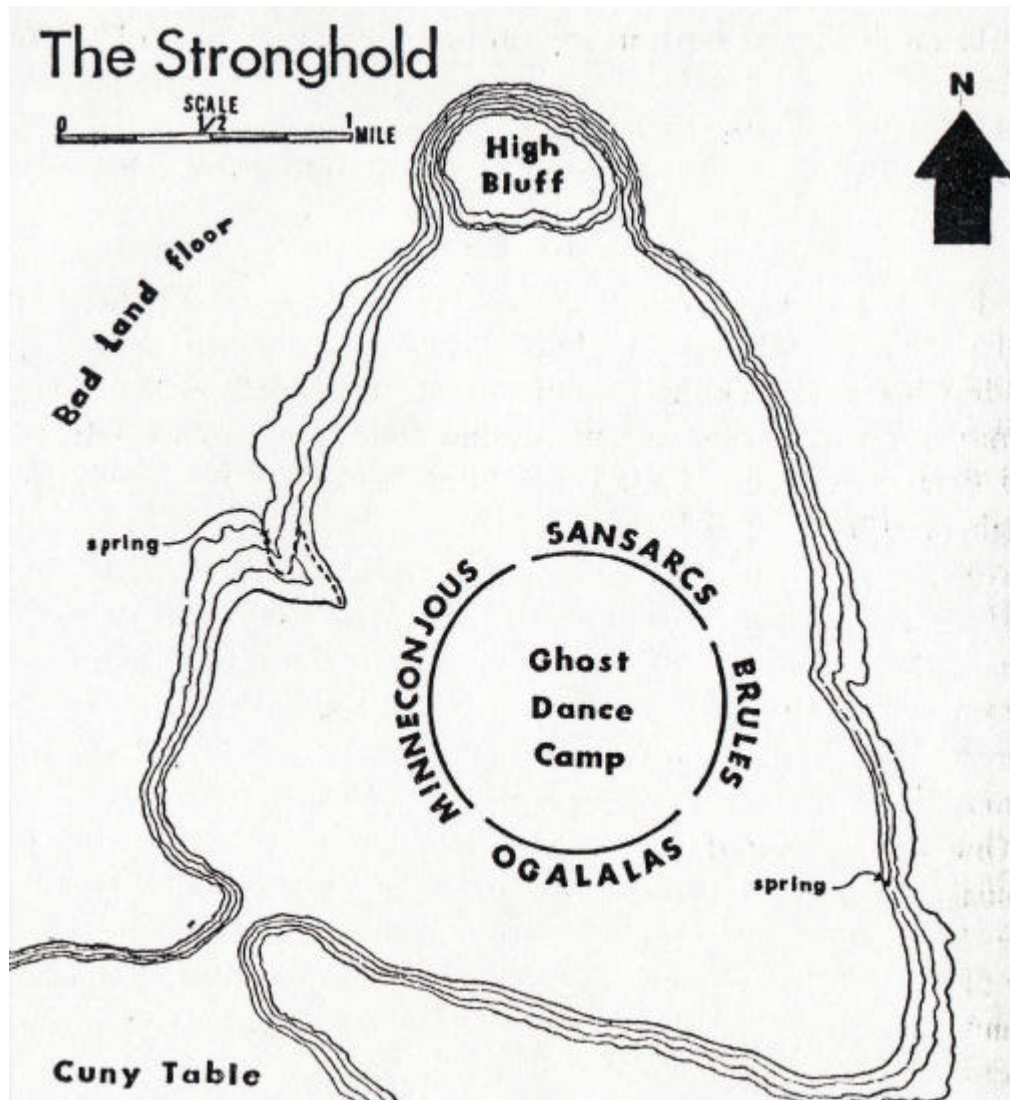 The Stronghold
SCALE
0 1/2 1 MILE
N
High
Bluff
Bad Land floor
spring
SANSARCS
MINNECONJOUS
BRULES
Ghost
Dance
Camp
OGALALAS
spring
Cuny Table